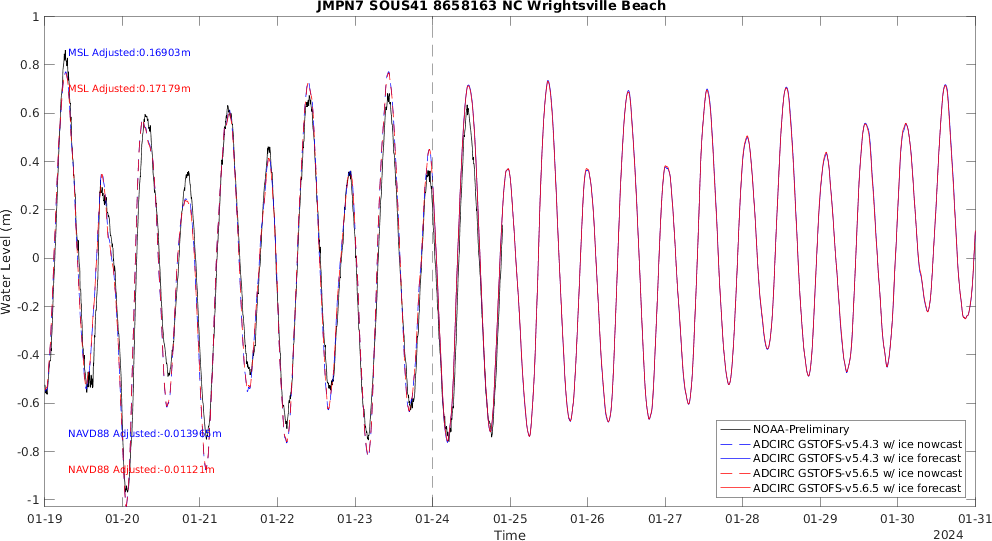 JMPN7 SOUS41 8658163 NC Wrightsville Beach
Water Level (m)
1
0.8
0.6
0.4
0.2
0
-0.2
-0.4
-0.6
-0.8
-1
MSL Adjusted:0.16903m
MSL Adjusted:0.17179m
NAVD88 Adjusted:-0.013965m
NAVD88 Adjusted:-0.01121m
NOAA-Preliminary
ADCIRC GSTOFS-v5.4.3 w/ ice nowcast
ADCIRC GSTOFS-v5.4.3 w/ ice forecast
ADCIRC GSTOFS-v5.6.5 w/ ice nowcast
ADCIRC GSTOFS-v5.6.5 w/ ice forecast
01-19 01-20 01-21 01-22 01-23 01-24 01-25 01-26 01-27 01-28 01-29 01-30 01-31
Time
2024